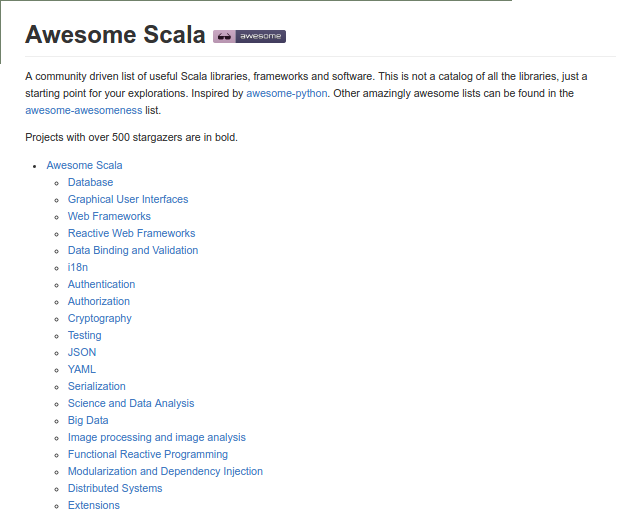 Awesome Scala awesome
A community driven list of useful Scala libraries, frameworks and software. This is not a catalog of all the libraries, just a
starting point for your explorations. Inspired by awesome-python. Other amazingly awesome lists can be found in the
awesome-awesomeness list.
Projects with over 500 stargazers are in bold.
Awesome Scala
Database
Graphical User Interfaces
Web Frameworks
Reactive Web Frameworks
Data Binding and Validation
i18n
Authentication
Authorization
Cryptography
Testing
JSON
YAML
Serialization
Science and Data Analysis
Big Data
Image processing and image analysis
Functional Reactive Programming
Modularization and Dependency Injection
Distributed Systems
Extensions